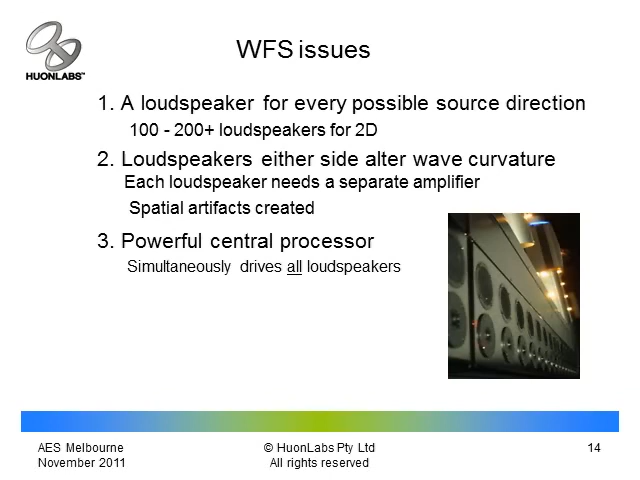 HUONLABS™
WFS issues
1. A loudspeaker for every possible source direction
100 - 200+ loudspeakers for 2D
2. Loudspeakers either side alter wave curvature
Each loudspeaker needs a separate amplifier
Spatial artifacts created
3. Powerful central processor
Simultaneously drives all loudspeakers
AES Melbourne
November 2011
© HuonLabs Pty Ltd
All rights reserved
14